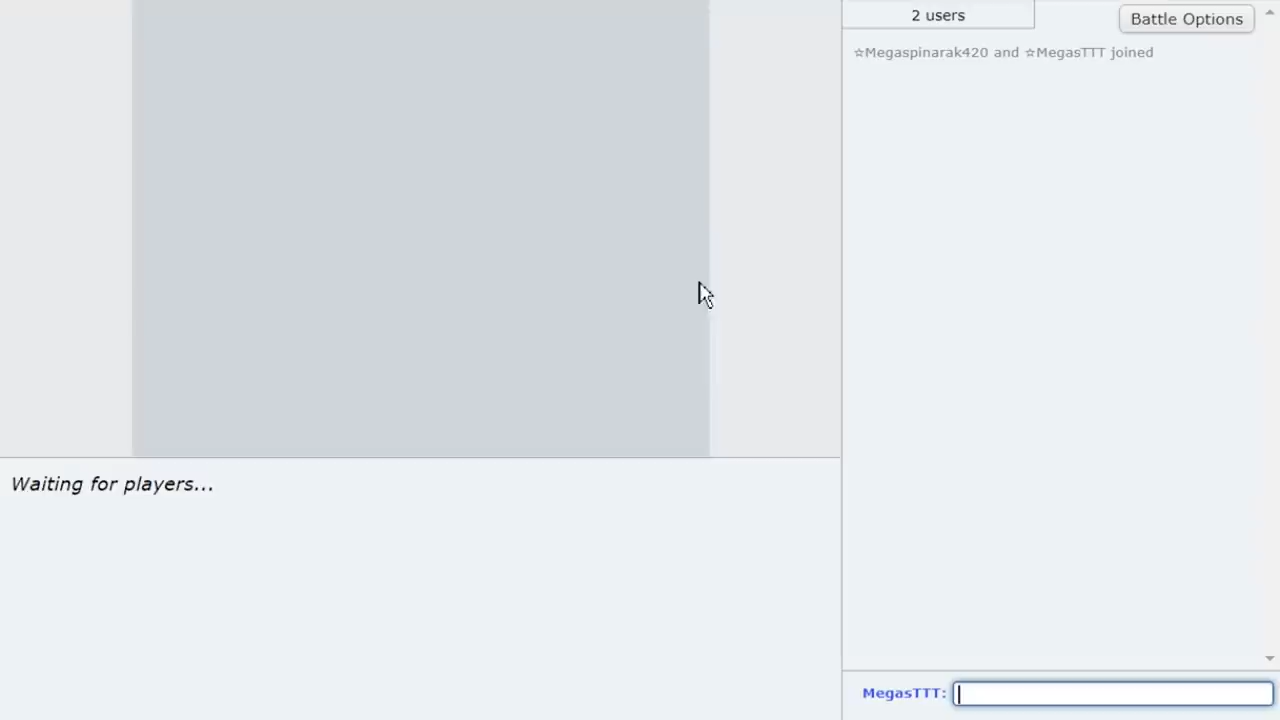 2 users
Battle Options
☆Megaspinarak420 and ☆MegasTTT joined
Waiting for players...
MegasTTT: